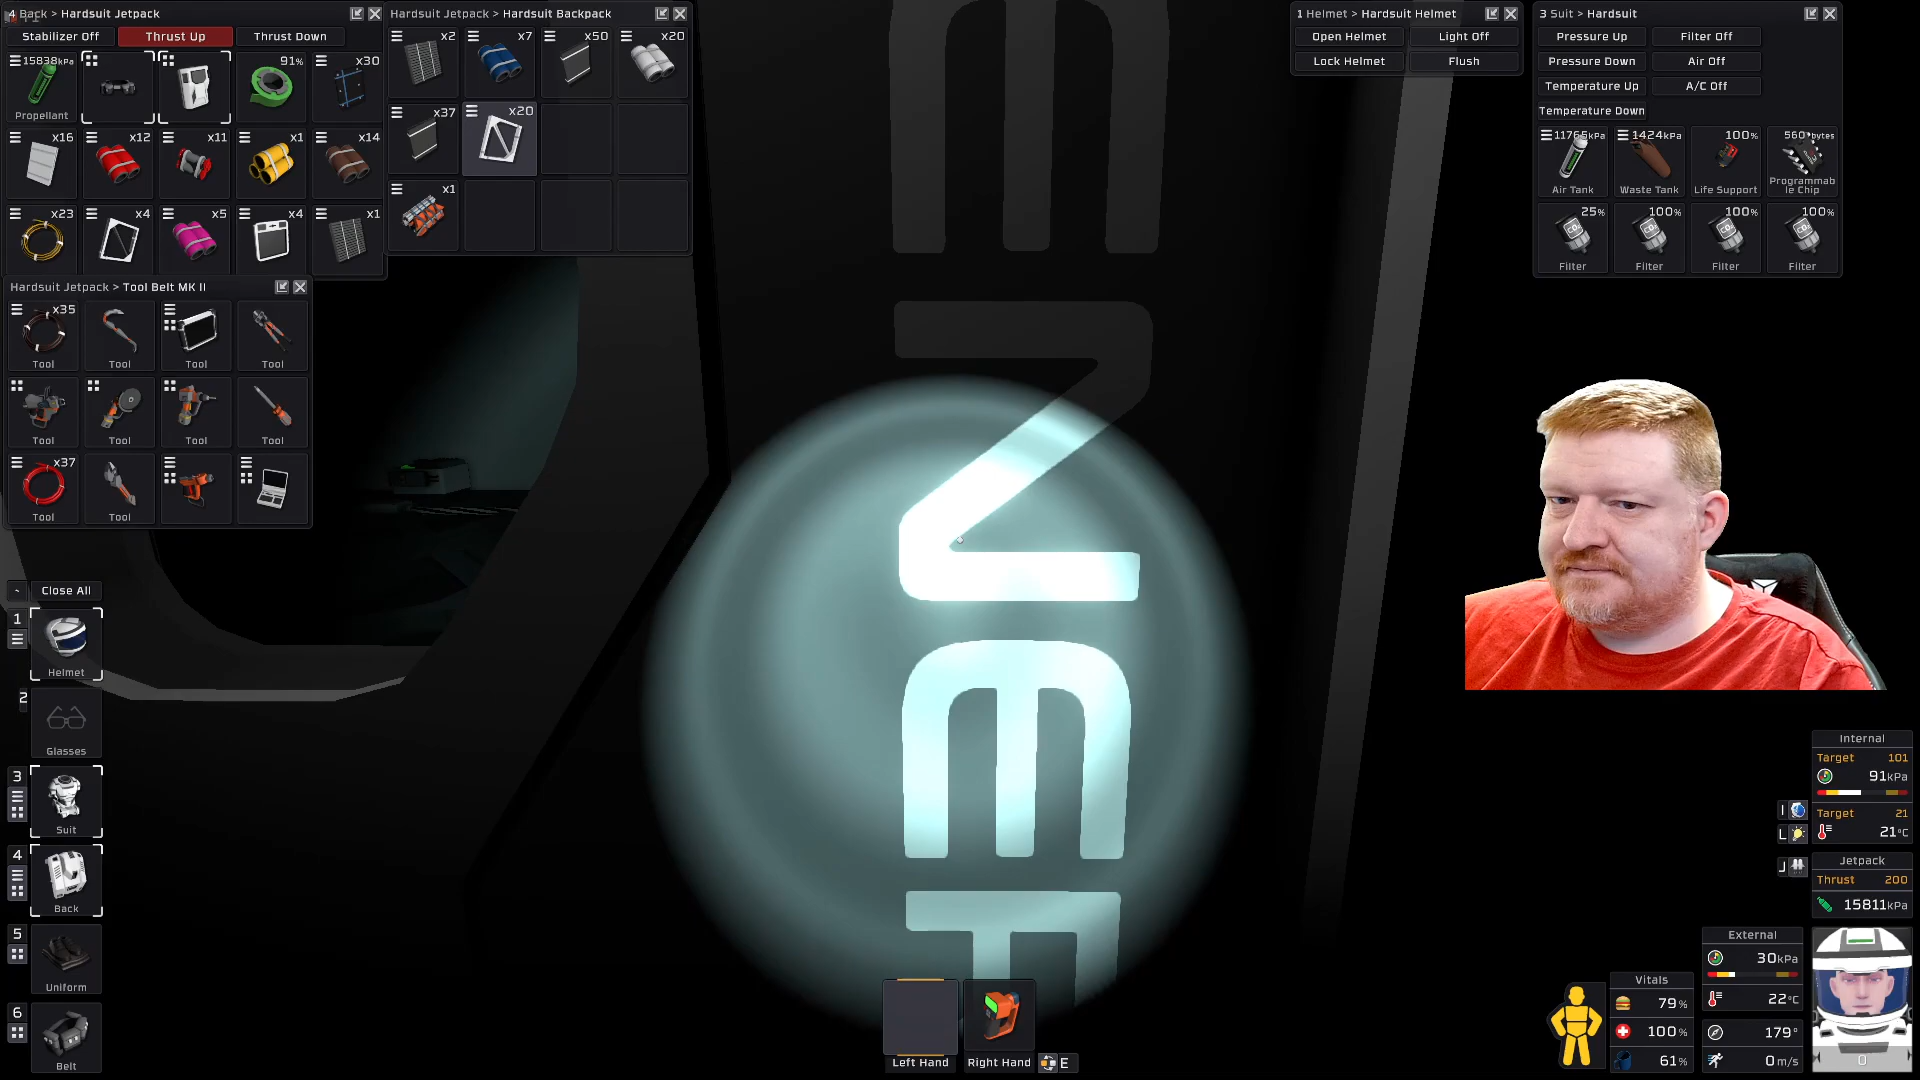 4 Back > Hardsuit Jetpack
Stabilizer Off
Thrust Up
Thrust Down
15838kPa
Propellant
91%
x30
x16
x12
x11
x1
x14
x23
x4
x5
x4
x1
Hardsuit Jetpack > Hardsuit Backpack
x2
x7
x50
x20
x37
x20
x1
Hardsuit Jetpack > Tool Belt MK II
x35
Tool
Tool
Tool
Tool
Tool
Tool
Tool
Tool
x37
Tool
Tool
1 Helmet > Hardsuit Helmet
Open Helmet
Light Off
Lock Helmet
Flush
3 Suit > Hardsuit
Pressure Up
Filter Off
Pressure Down
Air Off
Temperature Up
A/C Off
Temperature Down
11765kPa
Air Tank
1424kPa
Waste Tank
100%
Life Support
560 bytes
Programmab
le Chip
25%
Filter
100%
Filter
100%
Filter
100%
Filter
~
Close All
1
Helmet
2
Glasses
3
Suit
4
Back
5
Uniform
6
Belt
Left Hand
Right Hand
E
Internal
Target 101
91kPa
Target 21
21°C
I
L
J
Jetpack
Thrust 200
15811kPa
External
30kPa
22°C
179°
0m/s
Vitals
79%
100%
61%
0